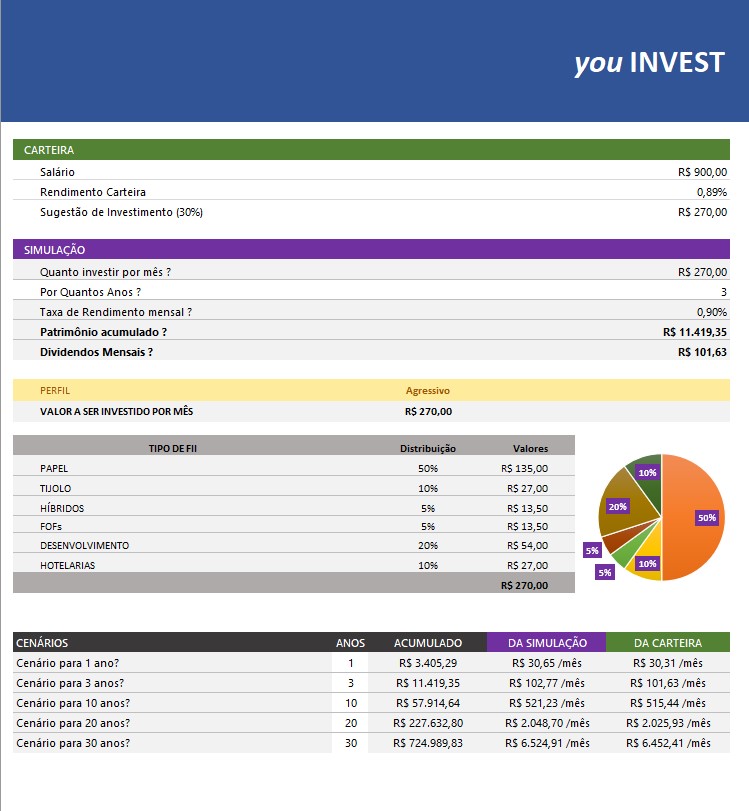 you INVEST
CARTEIRA
Salário R$ 900,00
Rendimento Carteira 0,89%
Sugestão de Investimento (30%) R$ 270,00
SIMULAÇÃO
Quanto investir por mês ? R$ 270,00
Por Quantos Anos ? 3
Taxa de Rendimento mensal ? 0,90%
Patrimônio acumulado ? R$ 11.419,35
Dividendos Mensais ? R$ 101,63
PERFIL Agressivo
VALOR A SER INVESTIDO POR MÊS R$ 270,00
TIPO DE FII Distribuição Valores
PAPEL 50% R$ 135,00
TIJOLO 10% R$ 27,00
HÍBRIDOS 5% R$ 13,50
FOFs 5% R$ 13,50
DESENVOLVIMENTO 20% R$ 54,00
HOTELARIAS 10% R$ 27,00
R$ 270,00
10%
20%
50%
5%
10%
5%
CENÁRIOS ANOS ACUMULADO DA SIMULAÇÃO DA CARTEIRA
Cenário para 1 ano? 1 R$ 3.405,29 R$ 30,65 /mês R$ 30,31 /mês
Cenário para 3 anos? 3 R$ 11.419,35 R$ 102,77 /mês R$ 101,63 /mês
Cenário para 10 anos? 10 R$ 57.914,64 R$ 521,23 /mês R$ 515,44 /mês
Cenário para 20 anos? 20 R$ 227.632,80 R$ 2.048,70 /mês R$ 2.025,93 /mês
Cenário para 30 anos? 30 R$ 724.989,83 R$ 6.524,91 /mês R$ 6.452,41 /mês